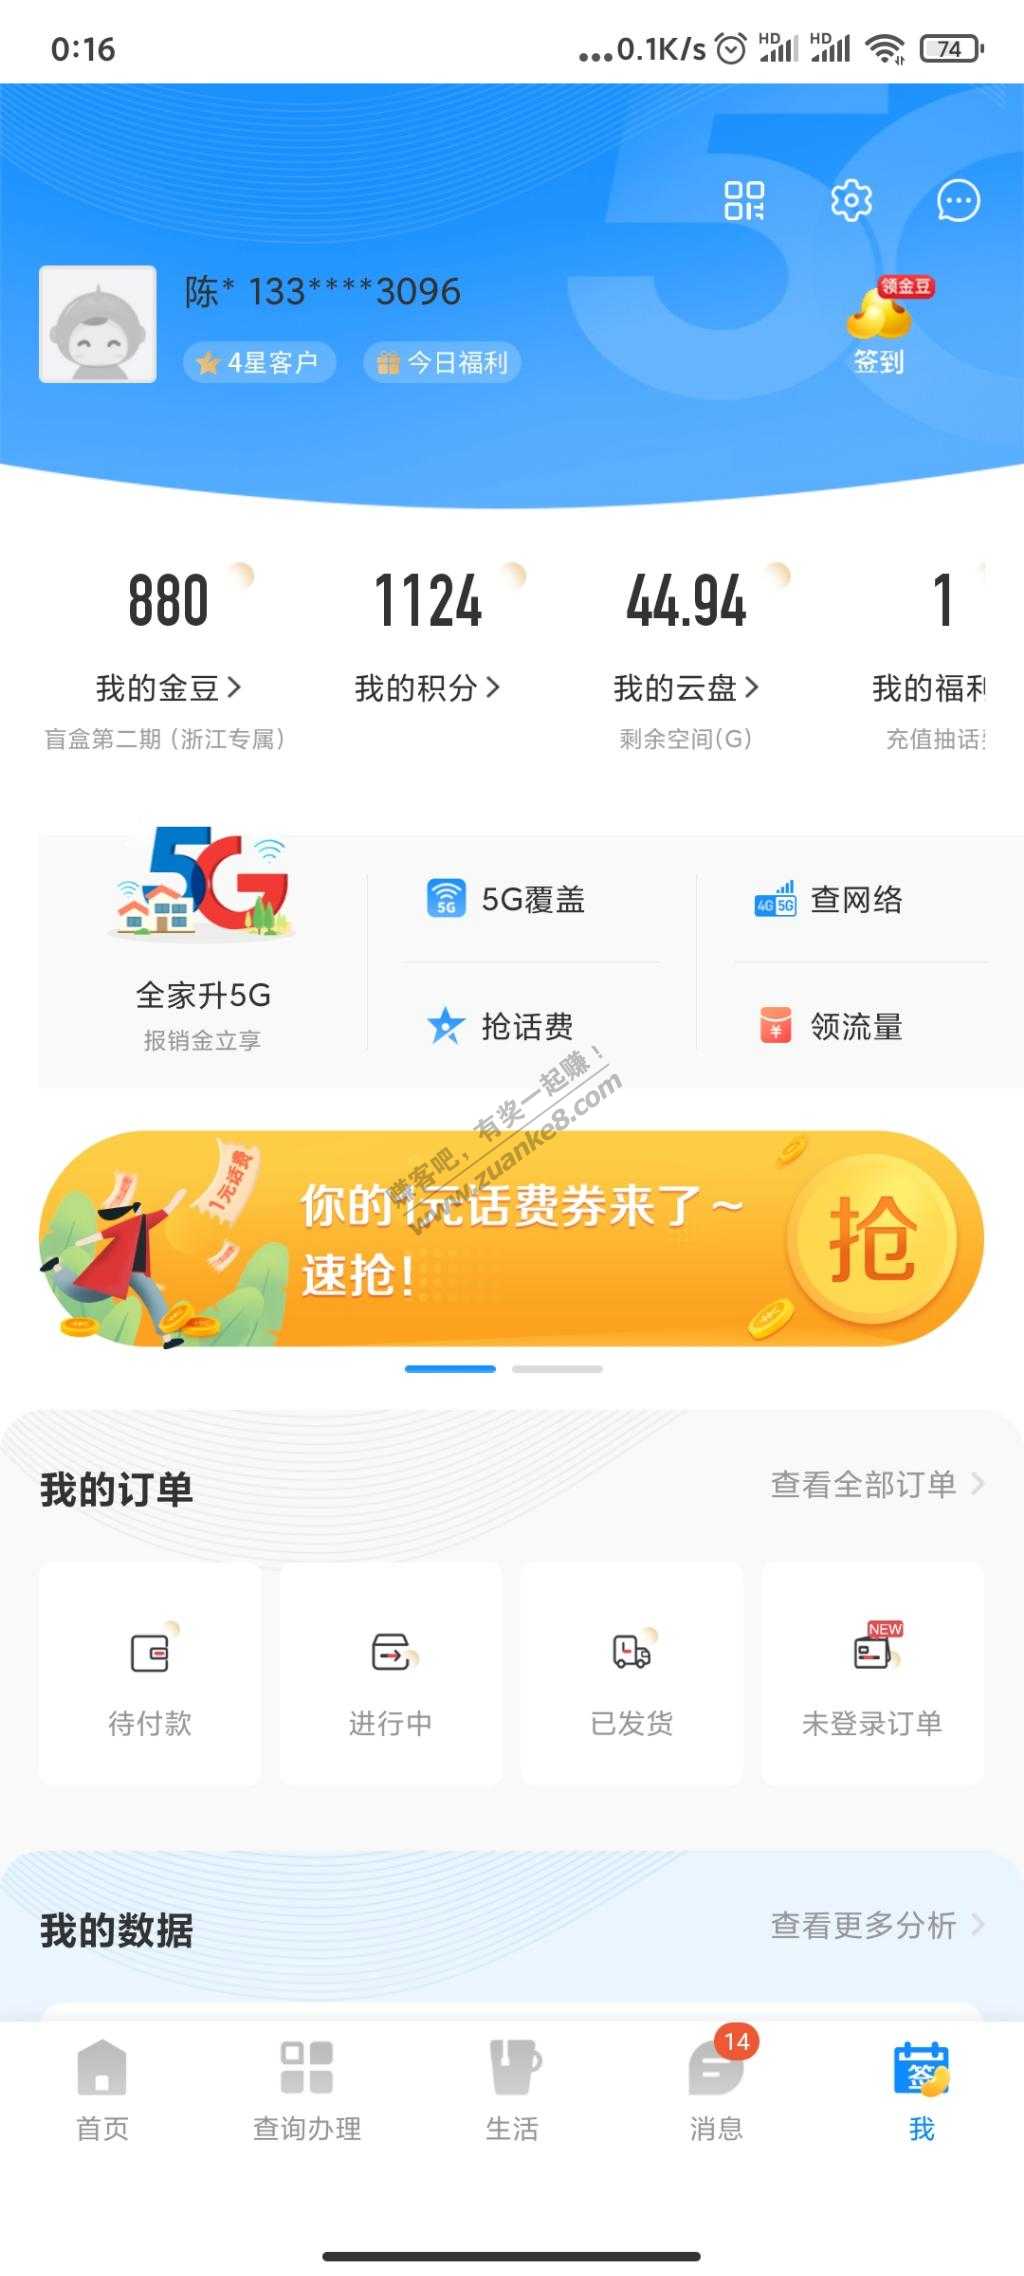 0:16
...0.1K/s HD HD 74
陈* 133****3096
领金豆
4星客户
今日福利
签到
880
1124
44.94
1
我的金豆
我的积分
我的云盘
我的福利
盲盒第二期 (浙江专属)
剩余空间(G)
充值抽话
5G
全家升5G
报销金立享
5G
5G覆盖
4G 5G
查网络
抢话费
¥
领流量
赚客吧，有奖一起赚！
www.zuanke8.com
1元话费
你的1元话费券来了~
速抢！
抢
我的订单
查看全部订单
待付款
进行中
已发货
NEW
未登录订单
我的数据
查看更多分析
首页
查询办理
生活
14
消息
签
我